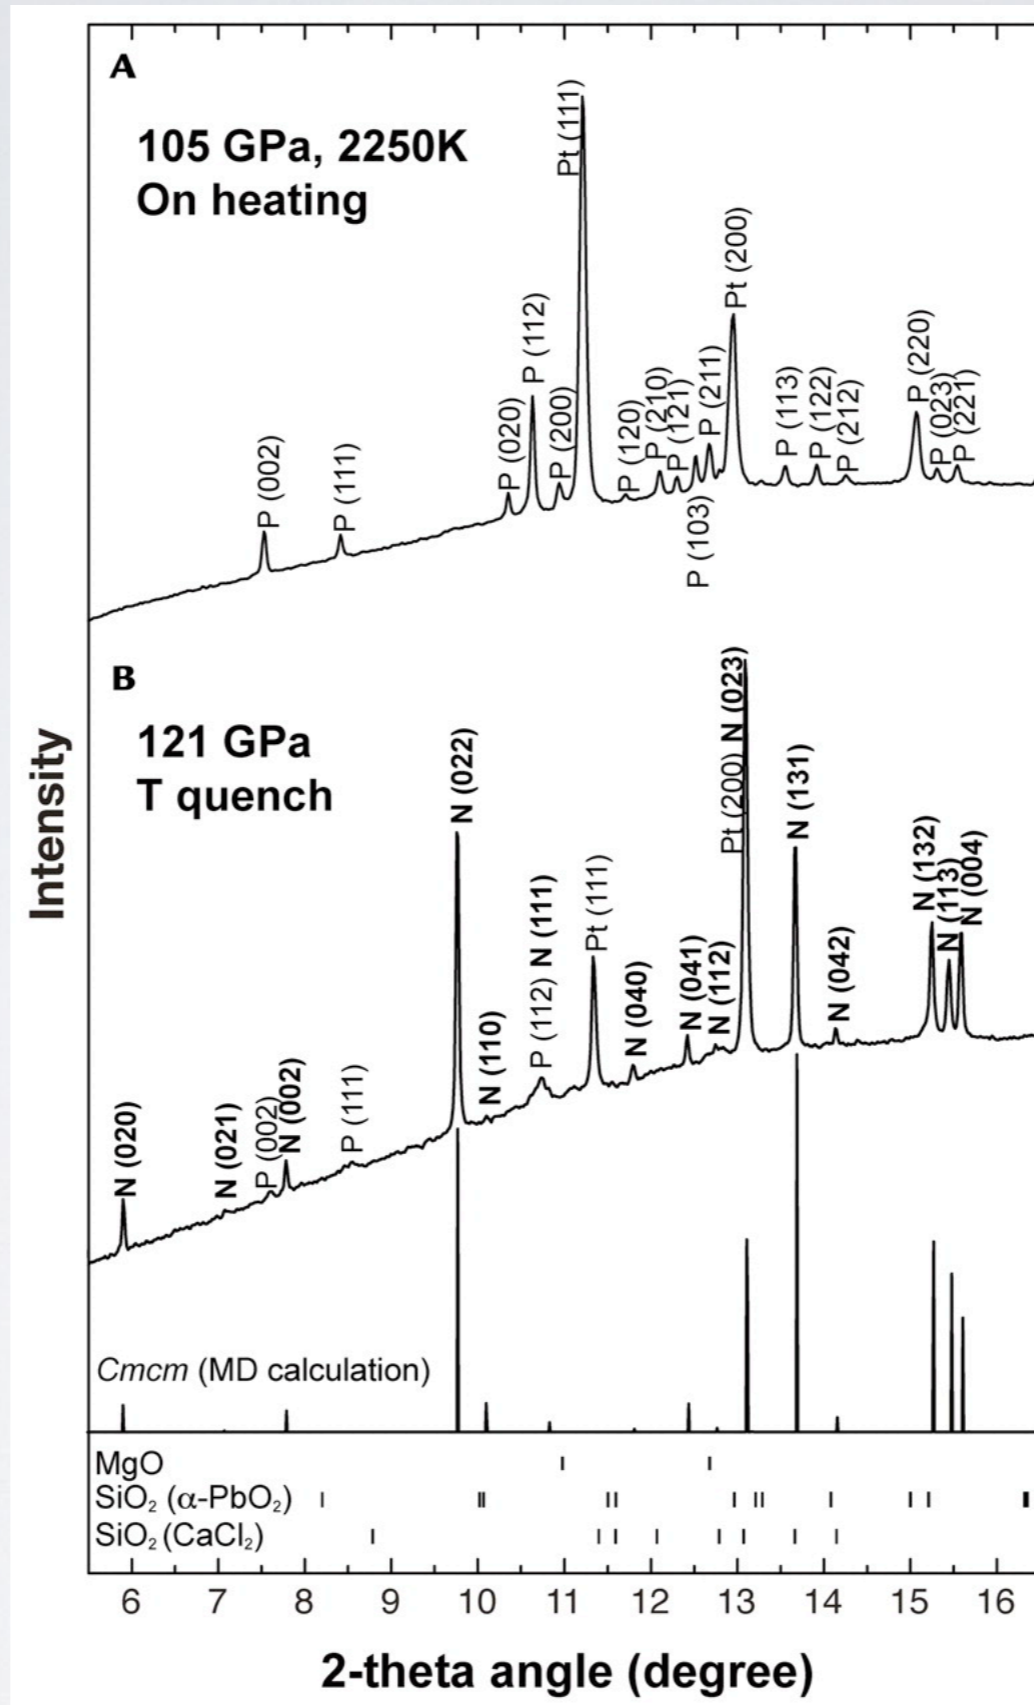 A
105 GPa, 2250K
On heating
P (002)
P (111)
P (020)
P (112)
P (200)
Pt (111)
P (120)
P (210)
P (121)
P (103)
P (211)
Pt (200)
P (113)
P (122)
P (212)
P (220)
P (023)
P (221)
B
121 GPa
T quench
N (020)
N (021)
P (002)
N (002)
P (111)
N (022)
N (110)
P (112) N (111)
Pt (111)
N (040)
N (041)
N (112)
Pt (200) N (023)
N (131)
N (042)
N (132)
N (113)
N (004)
Intensity
Cmcm (MD calculation)
MgO
SiO₂ (α-PbO₂)
SiO₂ (CaCl₂)
6 7 8 9 10 11 12 13 14 15 16
2-theta angle (degree)